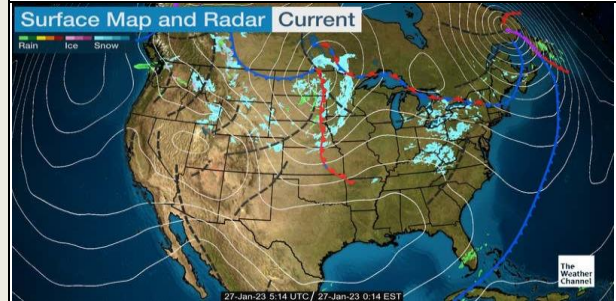 Surface Map and Radar Current
Rain Ice Snow
The
Weather
Channel
27-Jan-23 5:14 UTC / 27-Jan-23 0:14 EST